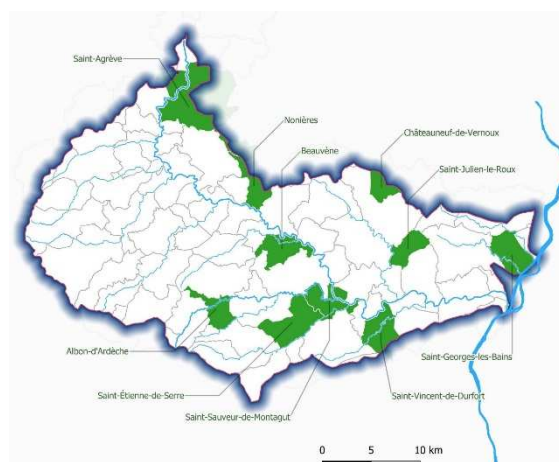 Saint-Agrève
Nonières
Châteauneuf-de-Vernoux
Beauvène
Saint-Julien-le-Roux
Albon-d'Ardèche
Saint-Georges-les-Bains
Saint-Étienne-de-Serre
Saint-Vincent-de-Durfort
Saint-Sauveur-de-Montagut
0 5 10 km